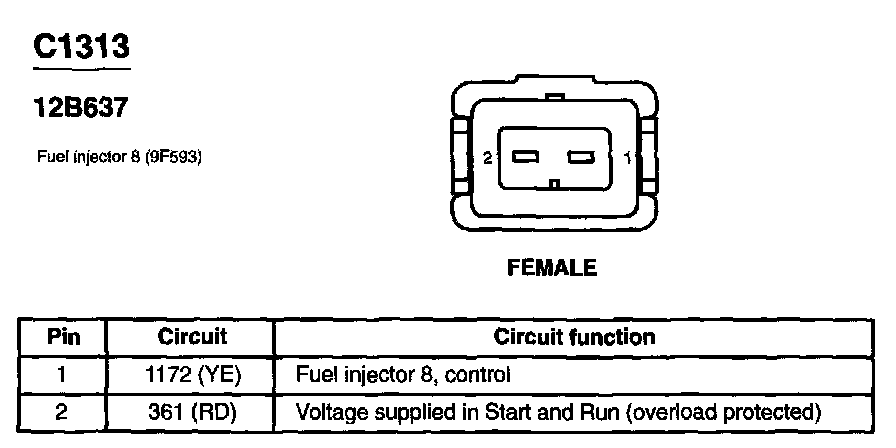 C1313
12B637
Fuel injector 8 (9F593)
2 1
FEMALE
Pin Circuit Circuit function
1 1172 (YE) Fuel injector 8, control
2 361 (RD) Voltage supplied in Start and Run (overload protected)